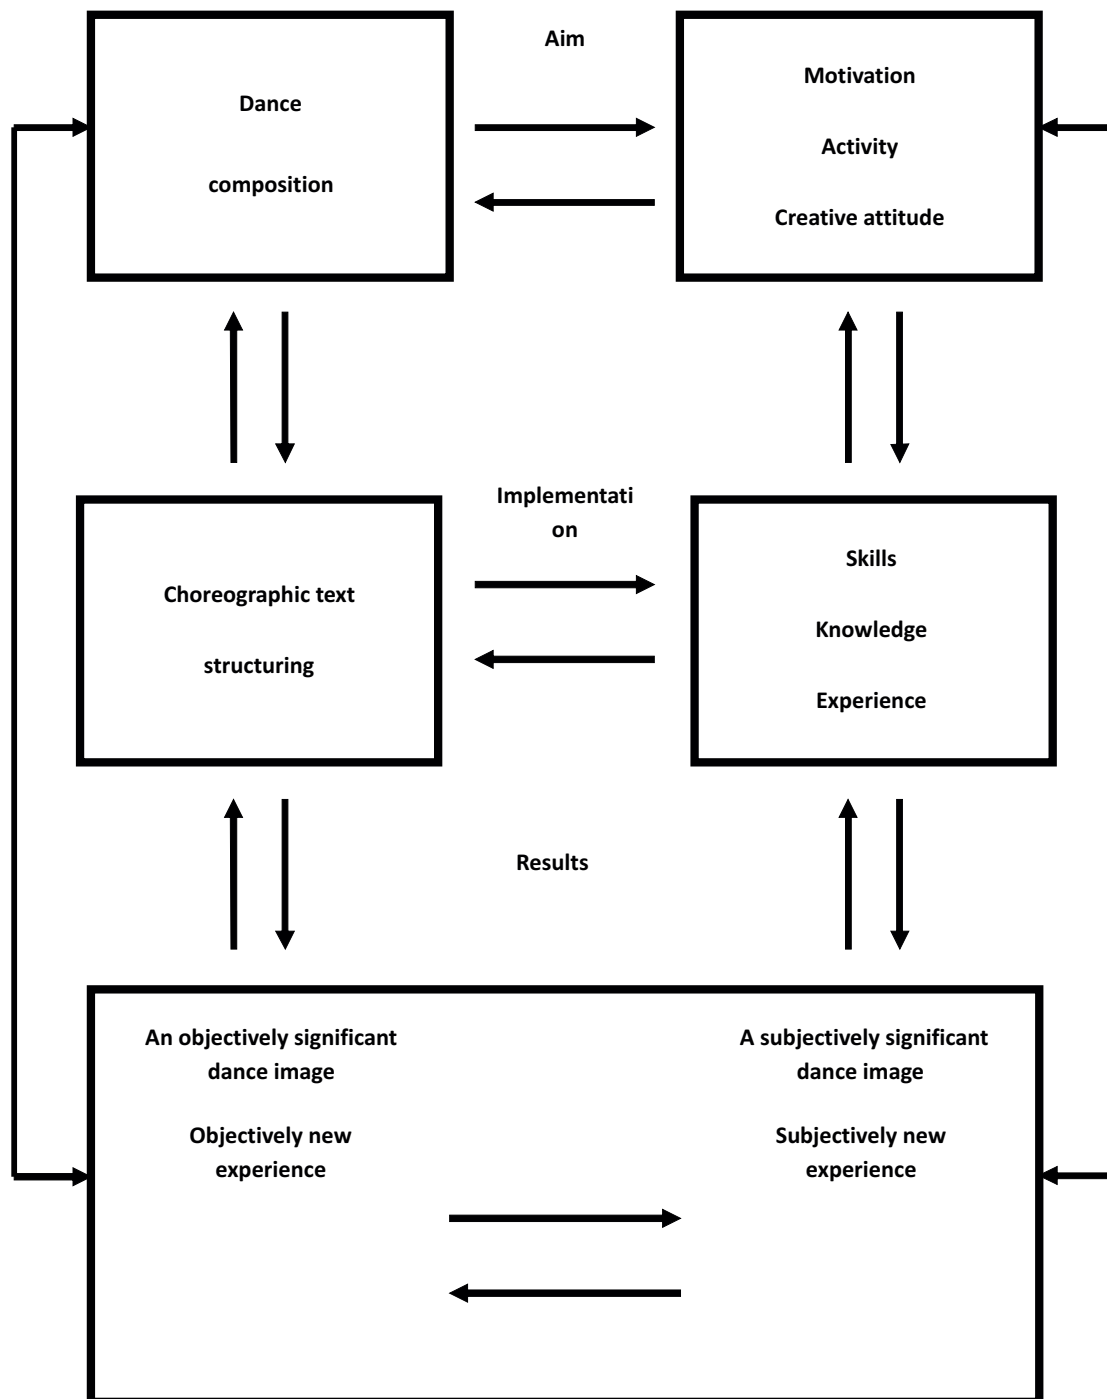 Aim
Dance
composition
Motivation
Activity
Creative attitude
Implementati
on
Choreographic text
structuring
Skills
Knowledge
Experience
Results
An objectively significant
dance image
Objectively new
experience
A subjectively significant
dance image
Subjectively new
experience